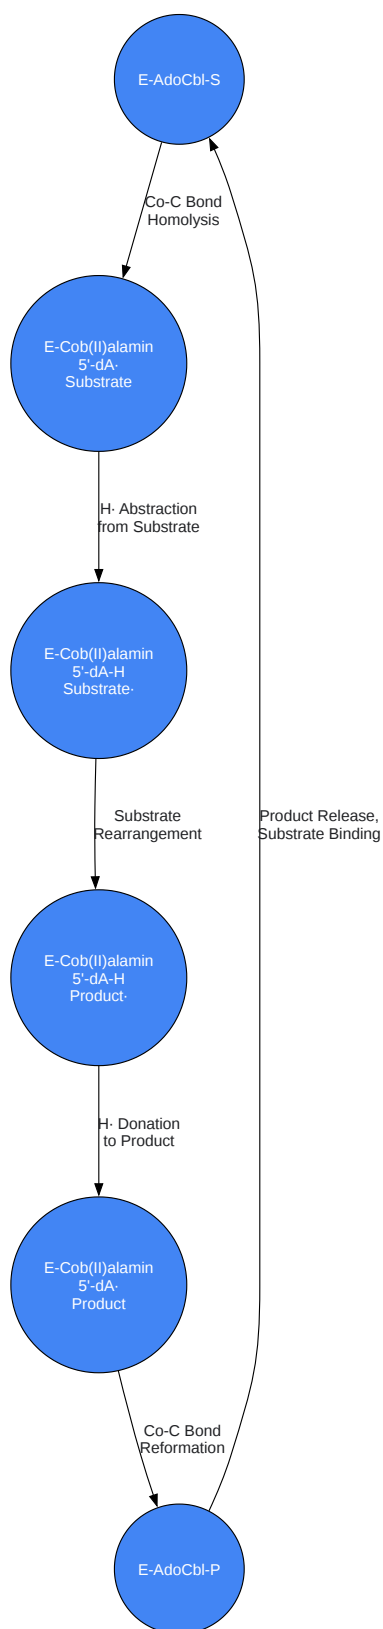 E-AdoCbl-S
Co-C Bond
Homolysis
E-Cob(II)alamin
5'-dA·
Substrate
H· Abstraction
from Substrate
E-Cob(II)alamin
5'-dA-H
Substrate·
Substrate
Rearrangement
Product Release,
Substrate Binding
E-Cob(II)alamin
5'-dA-H
Product·
H· Donation
to Product
E-Cob(II)alamin
5'-dA·
Product
Co-C Bond
Reformation
E-AdoCbl-P